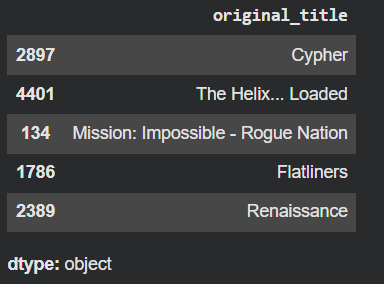 original_title
2897 Cypher
4401 The Helix... Loaded
134 Mission: Impossible - Rogue Nation
1786 Flatliners
2389 Renaissance
dtype: object